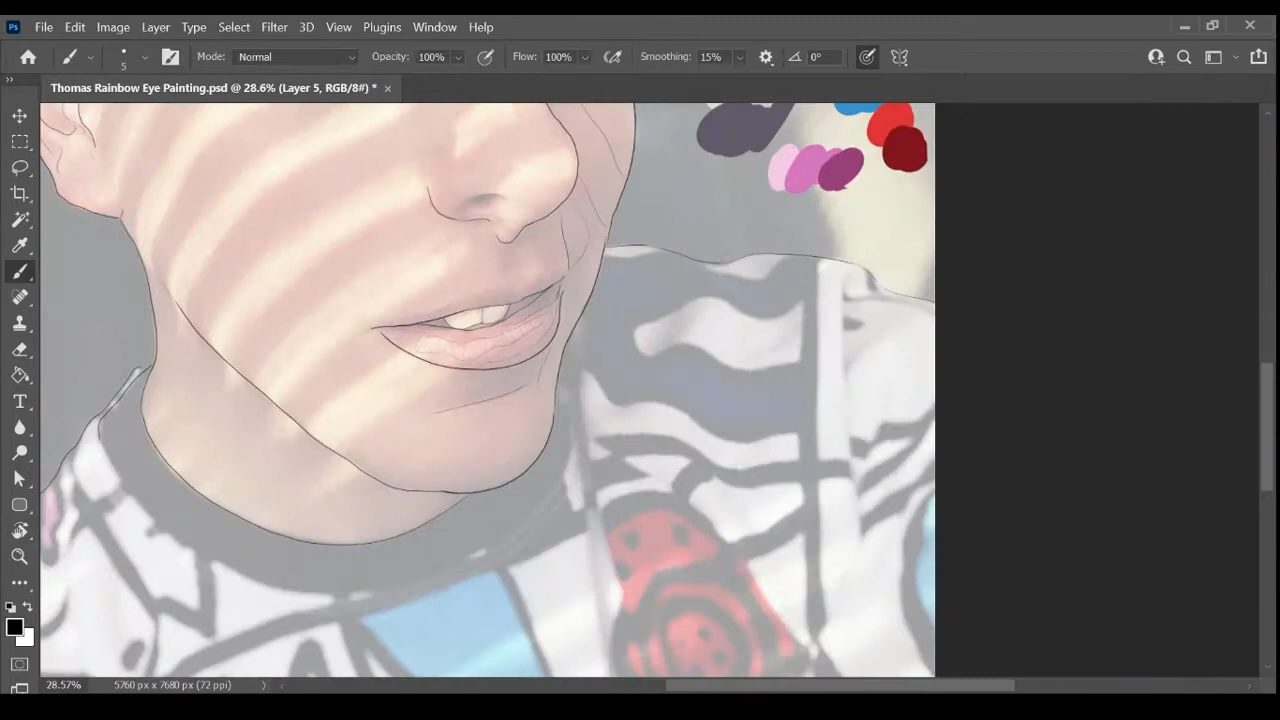 Ps File Edit Image Layer Type Select Filter 3D View Plugins Window Help
5 Mode: Normal Opacity: 100% Flow: 100% Smoothing: 15% 0°
Thomas Rainbow Eye Painting.psd @ 28.6% (Layer 5, RGB/8#) *
28.57% 5760 px x 7680 px (72 ppi)